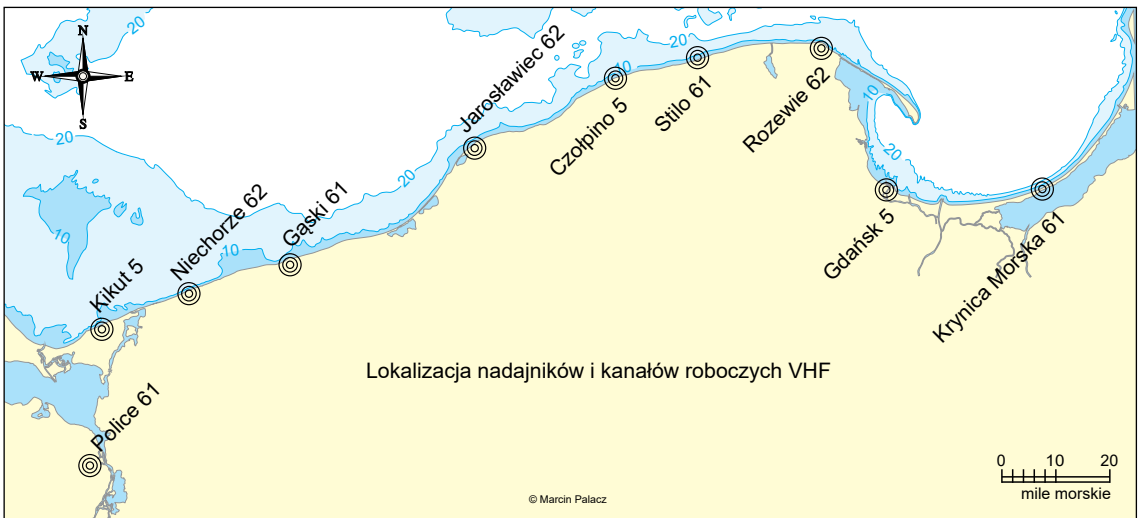 N
W E
S
20
20
10
10
20
10
20
10
20
Kikut 5
Niechorze 62
Gąski 61
Jarosławiec 62
Czołpino 5
Stilo 61
Rozewie 62
Gdańsk 5
Krynica Morska 61
Police 61
Lokalizacja nadajników i kanałów roboczych VHF
0 10 20
mile morskie
© Marcin Palacz